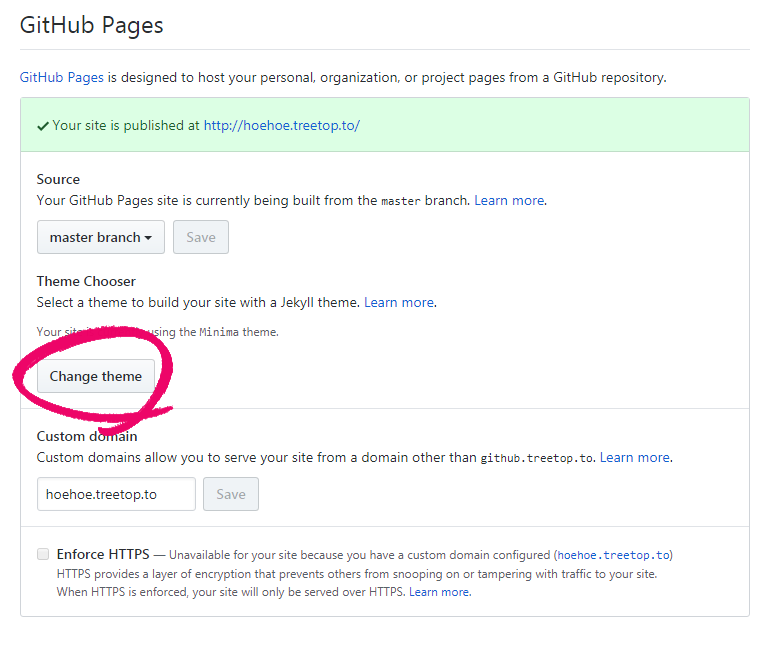 GitHub Pages
GitHub Pages is designed to host your personal, organization, or project pages from a GitHub repository.
Your site is published at http://hoehoe.treetop.to/
Source
Your GitHub Pages site is currently being built from the master branch. Learn more.
master branch
Save
Theme Chooser
Select a theme to build your site with a Jekyll theme. Learn more.
Your site using the Minima theme.
Change theme
Custom domain
Custom domains allow you to serve your site from a domain other than github.treetop.to. Learn more.
hoehoe.treetop.to
Save
Enforce HTTPS — Unavailable for your site because you have a custom domain configured (hoehoe.treetop.to)
HTTPS provides a layer of encryption that prevents others from snooping on or tampering with traffic to your site.
When HTTPS is enforced, your site will only be served over HTTPS. Learn more.